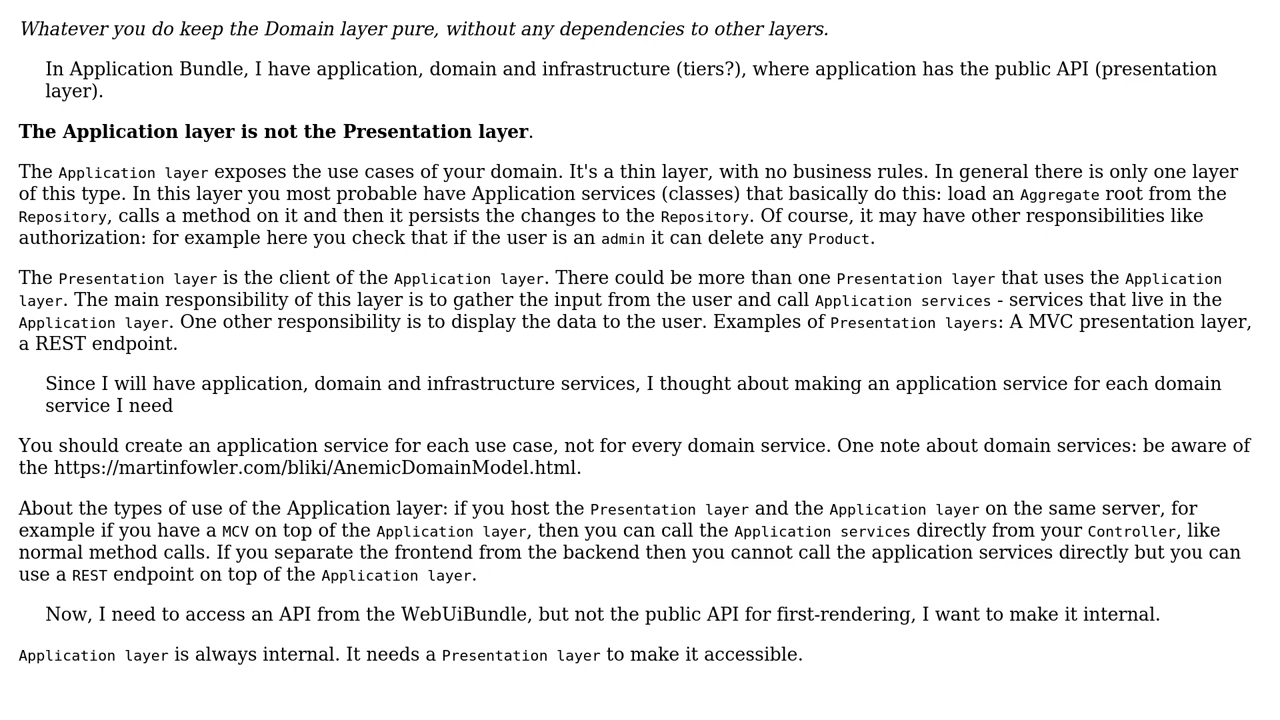 Whatever you do keep the Domain layer pure, without any dependencies to other layers.
In Application Bundle, I have application, domain and infrastructure (tiers?), where application has the public API (presentation
layer).
The Application layer is not the Presentation layer.
The Application layer exposes the use cases of your domain. It's a thin layer, with no business rules. In general there is only one layer
of this type. In this layer you most probable have Application services (classes) that basically do this: load an Aggregate root from the
Repository, calls a method on it and then it persists the changes to the Repository. Of course, it may have other responsibilities like
authorization: for example here you check that if the user is an admin it can delete any Product.
The Presentation layer is the client of the Application layer. There could be more than one Presentation layer that uses the Application
layer. The main responsibility of this layer is to gather the input from the user and call Application services - services that live in the
Application layer. One other responsibility is to display the data to the user. Examples of Presentation layers: A MVC presentation layer,
a REST endpoint.
Since I will have application, domain and infrastructure services, I thought about making an application service for each domain
service I need
You should create an application service for each use case, not for every domain service. One note about domain services: be aware of
the https://martinfowler.com/bliki/AnemicDomainModel.html.
About the types of use of the Application layer: if you host the Presentation layer and the Application layer on the same server, for
example if you have a MCV on top of the Application layer, then you can call the Application services directly from your Controller, like
normal method calls. If you separate the frontend from the backend then you cannot call the application services directly but you can
use a REST endpoint on top of the Application layer.
Now, I need to access an API from the WebUiBundle, but not the public API for first-rendering, I want to make it internal.
Application layer is always internal. It needs a Presentation layer to make it accessible.